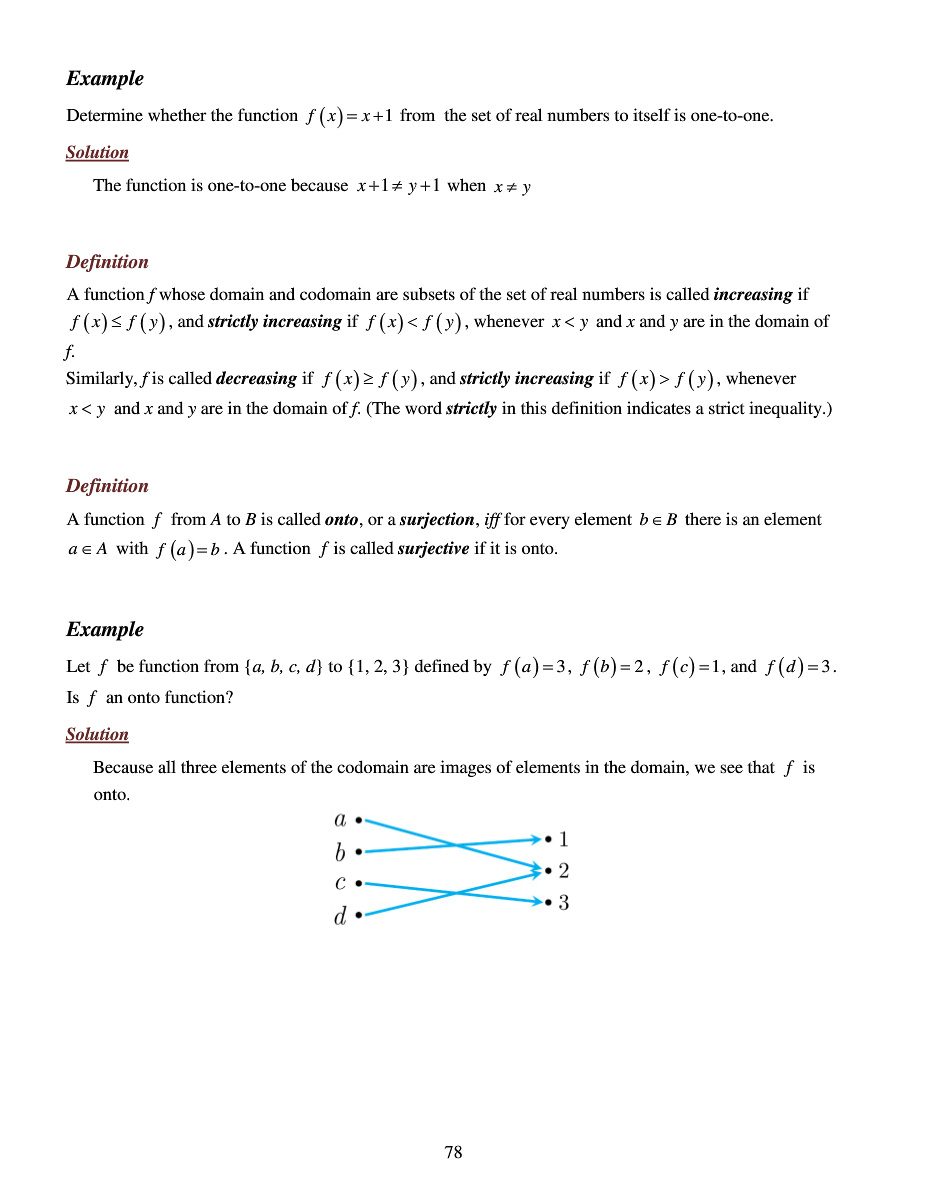 Example
Determine whether the function f(x)=x+1 from the set of real numbers to itself is one-to-one.
Solution
The function is one-to-one because x+1≠y+1 when x≠y
Definition
A function f whose domain and codomain are subsets of the set of real numbers is called increasing if
f(x)≤f(y), and strictly increasing if f(x)<f(y), whenever x<y and x and y are in the domain of
f.
Similarly, f is called decreasing if f(x)≥f(y), and strictly increasing if f(x)>f(y), whenever
x<y and x and y are in the domain of f. (The word strictly in this definition indicates a strict inequality.)
Definition
A function f from A to B is called onto, or a surjection, iff for every element b∈B there is an element
a∈A with f(a)=b. A function f is called surjective if it is onto.
Example
Let f be function from {a, b, c, d} to {1, 2, 3} defined by f(a)=3, f(b)=2, f(c)=1, and f(d)=3.
Is f an onto function?
Solution
Because all three elements of the codomain are images of elements in the domain, we see that f is
onto.
a
1
b
2
c
3
d
78